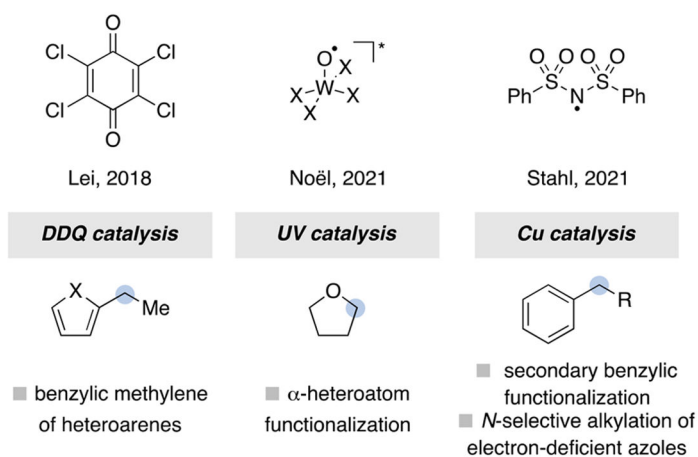 O
Cl
Cl
Cl
Cl
O
O
X
W
X
X
X
*
O
O
O
O
S
S
Ph
N
Ph
Lei, 2018
Noël, 2021
Stahl, 2021
DDQ catalysis
UV catalysis
Cu catalysis
X
Me
O
R
benzylic methylene
of heteroarenes
α-heteroatom
functionalization
secondary benzylic
functionalization
N-selective alkylation of
electron-deficient azoles